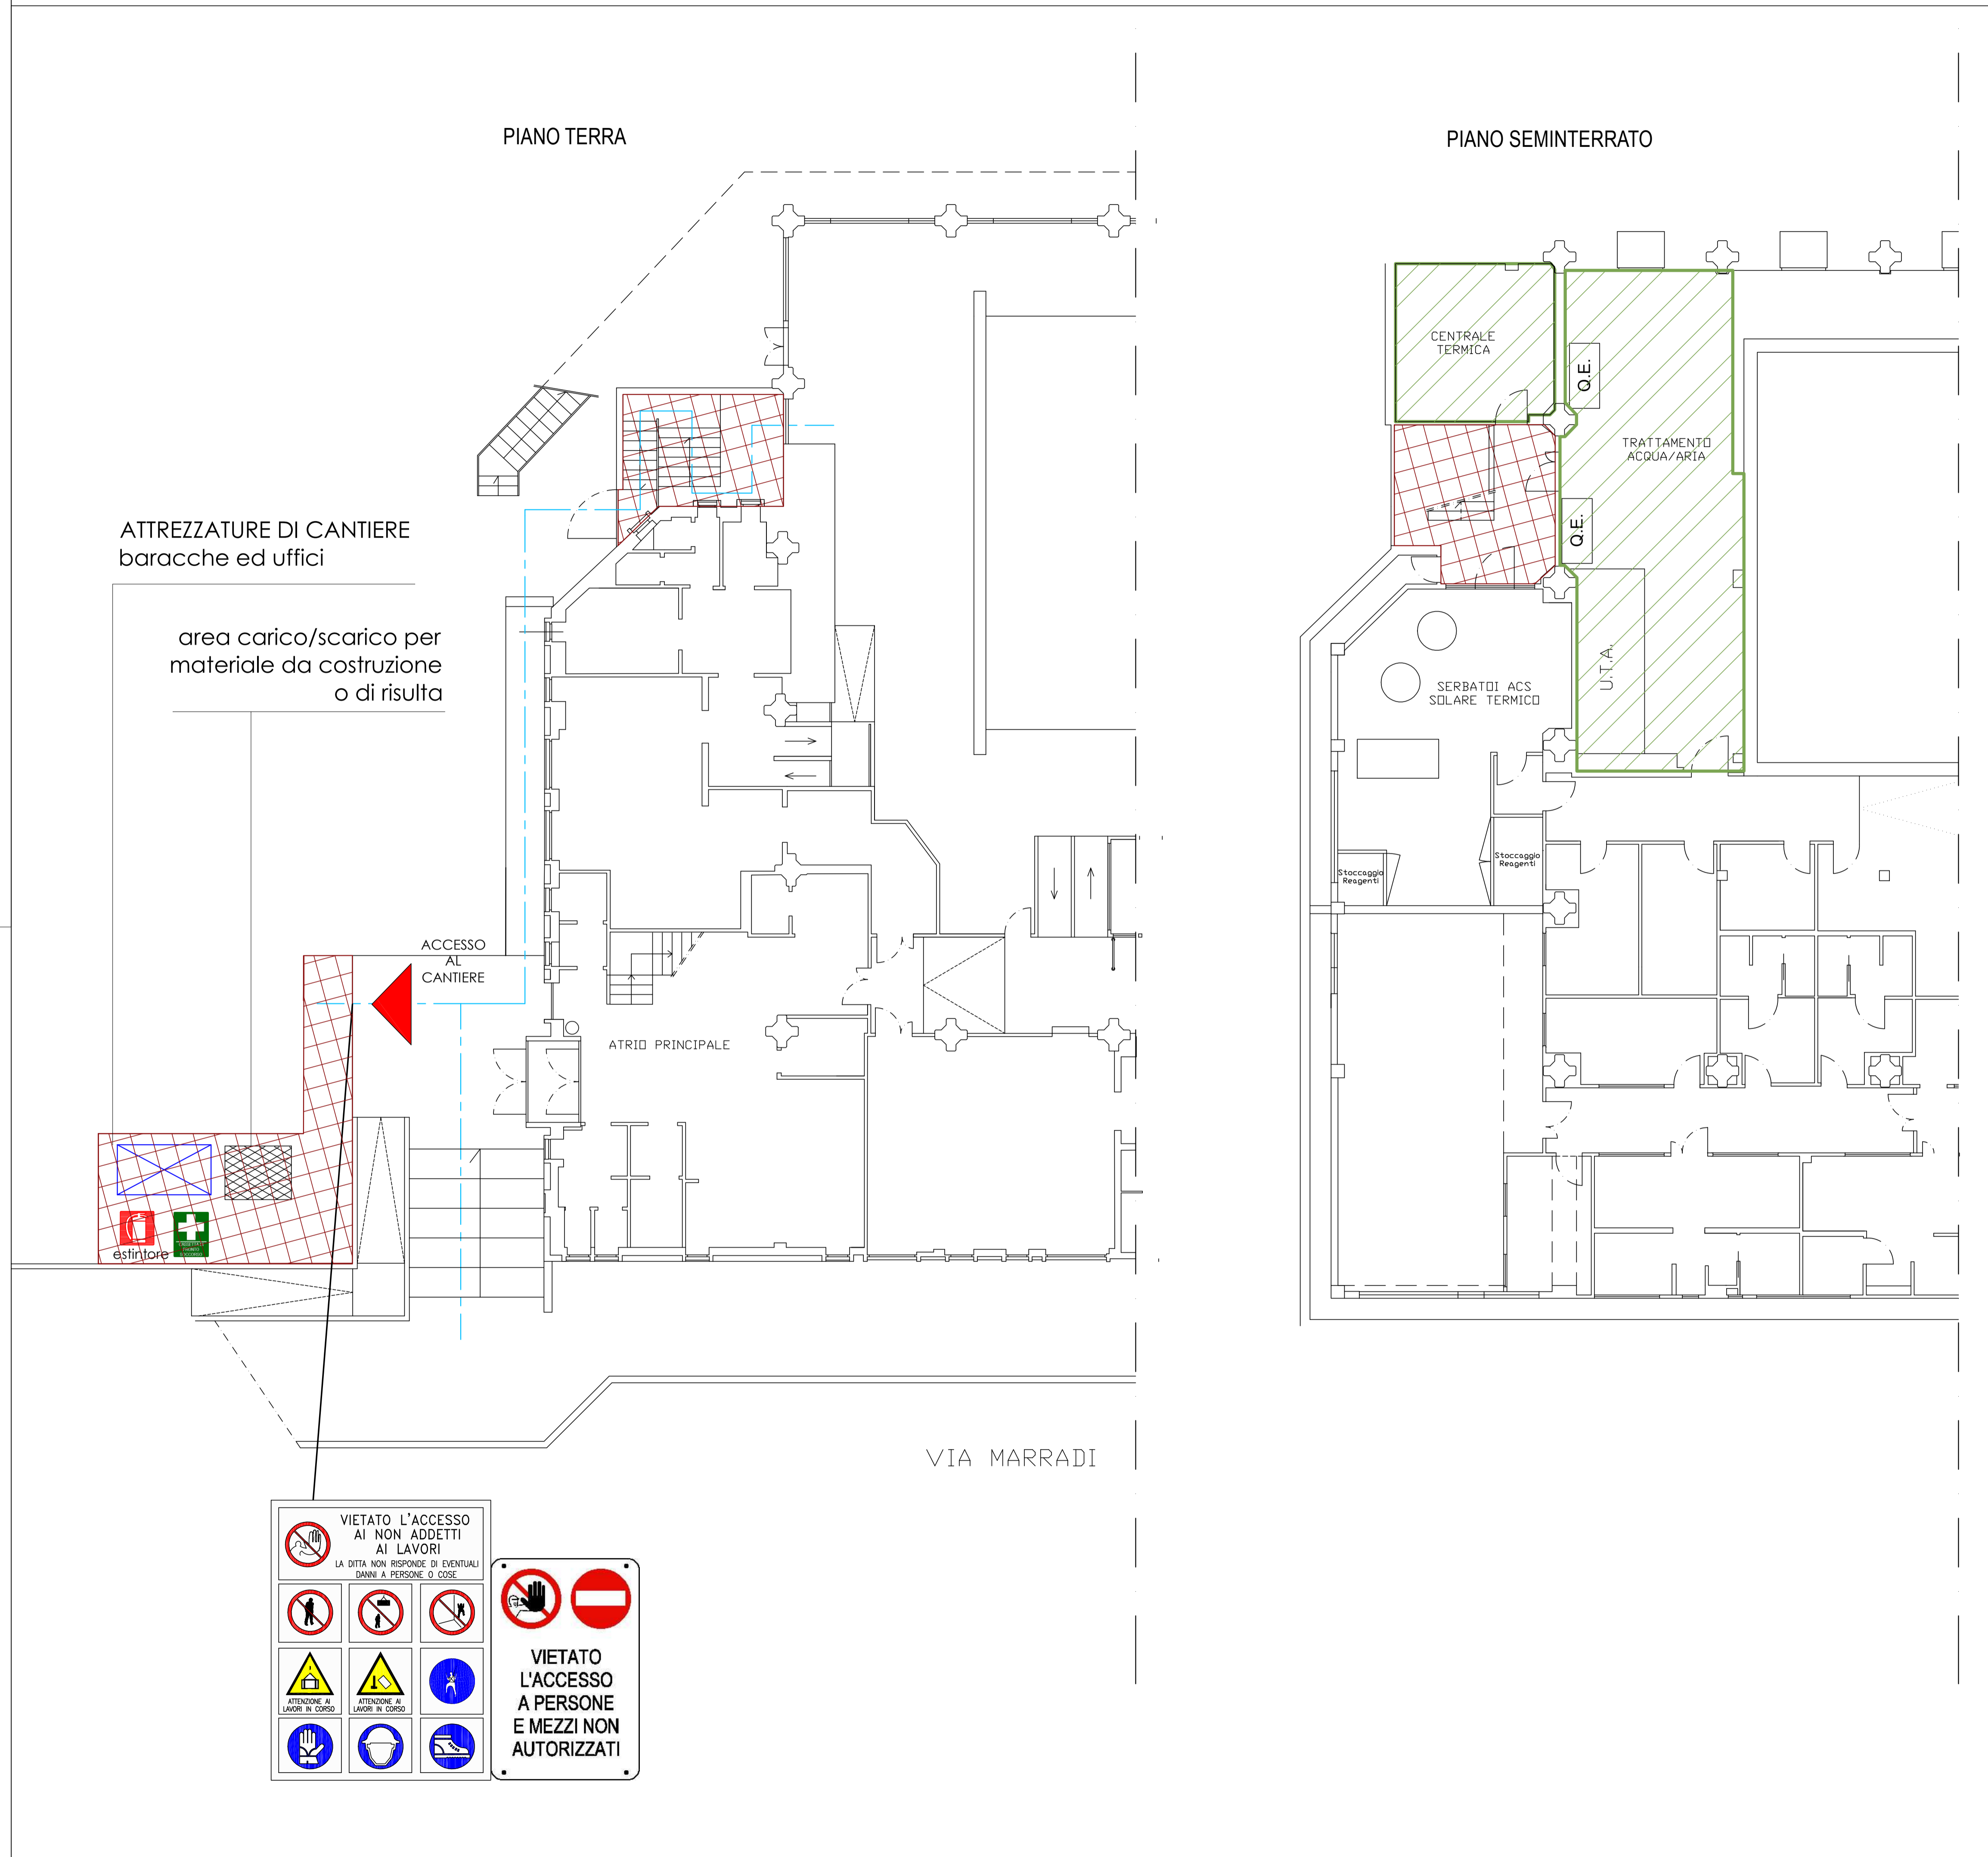 PIANO TERRA
PIANO SEMINTERRATO
ATTREZZATURE DI CANTIERE
baracche ed uffici
area carico/scarico per
materiale da costruzione
o di risulta
ACCESSO
AL
CANTIERE
ATRIO PRINCIPALE
estintore
VIA MARRADI
CENTRALE
TERMICA
Q.E.
TRATTAMENTO
ACQUA/ARIA
Q.E.
U.T.A.
SERBATOI ACS
SOLARE TERMICO
Stoccaggio
Reagenti
Stoccaggio
Reagenti
VIETATO L'ACCESSO
AI NON ADDETTI
AI LAVORI
LA DITTA NON RISPONDE DI EVENTUALI
DANNI A PERSONE O COSE
ATTENZIONE AI
LAVORI IN CORSO
ATTENZIONE AI
LAVORI IN CORSO
VIETATO
L'ACCESSO
A PERSONE
E MEZZI NON
AUTORIZZATI